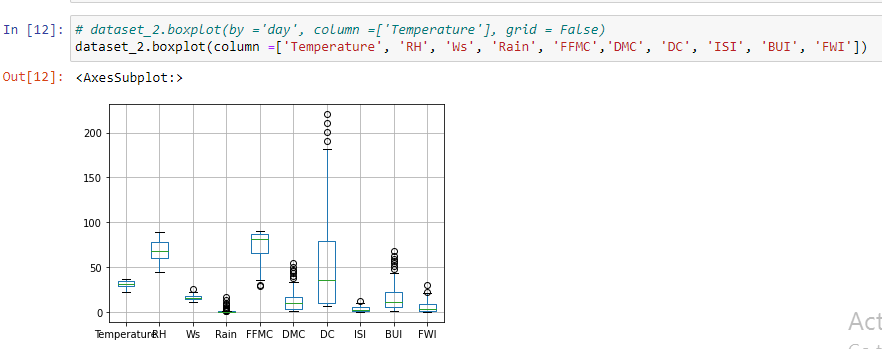 In [12]: # dataset_2.boxplot(by ='day', column =['Temperature'], grid = False)
dataset_2.boxplot(column =['Temperature', 'RH', 'Ws', 'Rain', 'FFMC','DMC', 'DC', 'ISI', 'BUI', 'FWI'])
Out[12]: <AxesSubplot:>
200
150
100
50
0
Temperature RH Ws Rain FFMC DMC DC ISI BUI FWI
Act